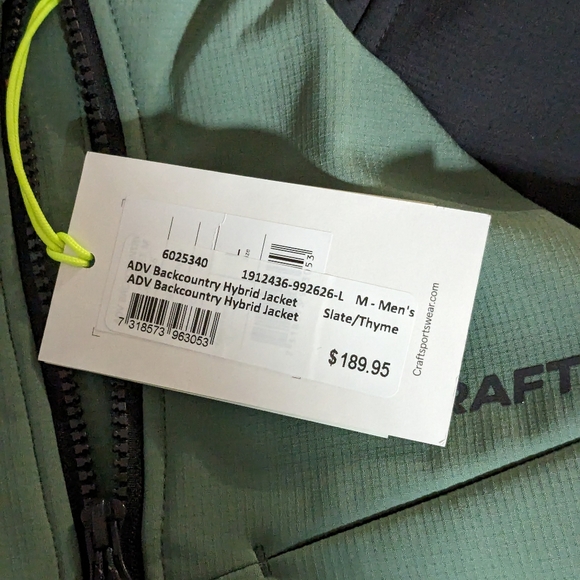 6025340 1912436-992626-L M - Men's
ADV Backcountry Hybrid Jacket
ADV Backcountry Hybrid Jacket Slate/Thyme
7 318573 963053
$189.95
Craftsportswear.com
RAFT